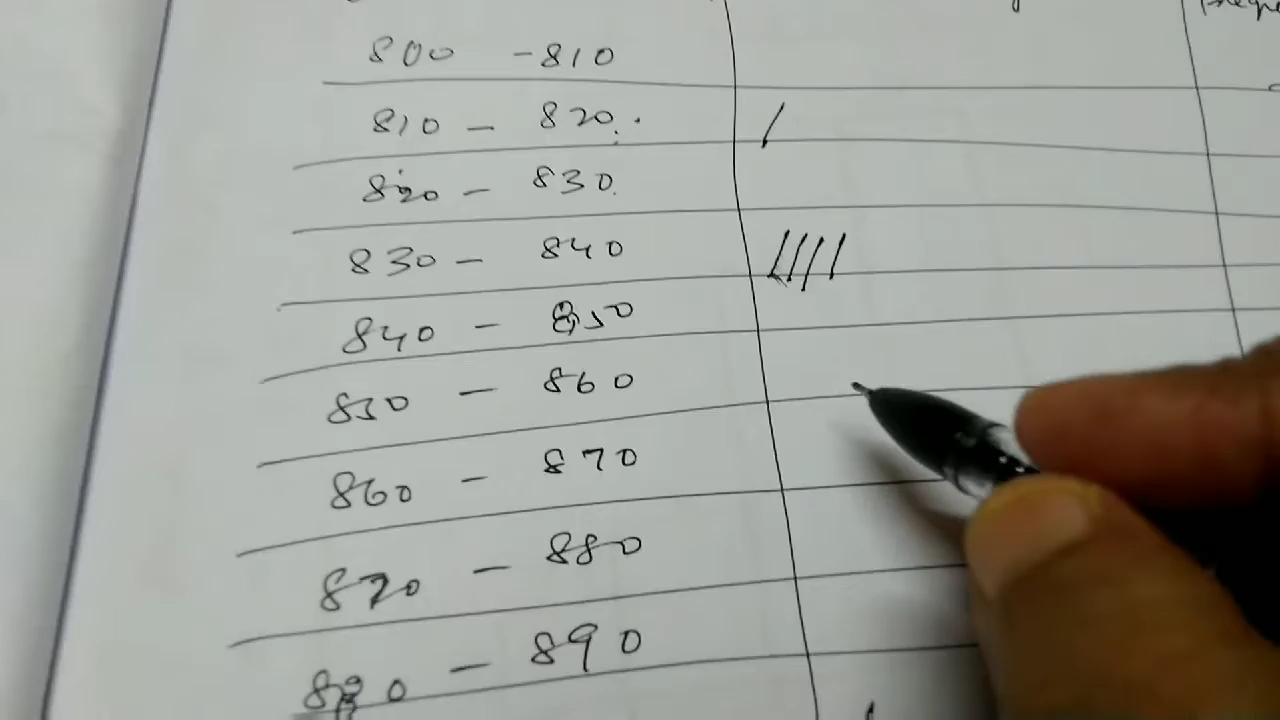 800 - 810
810 - 820. /
820 - 830.
830 - 840 ////
840 - 850
850 - 860
860 - 870
870 - 880
880 - 890